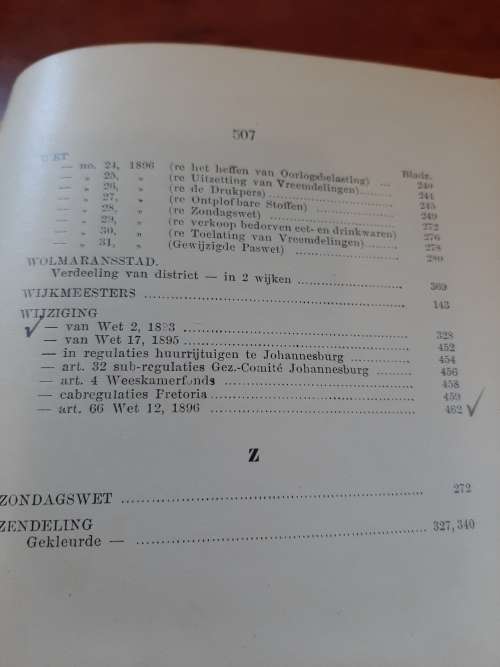 507
WET
Bladz.
— no. 24, 1896 (re het heffen van Oorlogsbelasting) ... 240
— „ 25, „ (re Uitzetting van Vreemdelingen)........ 244
— „ 26, „ (re de Drukpers) ........ 245
— „ 27, „ (re Ontplofbare Stoffen) ........ 249
— „ 28, „ (re Zondagswet) ........ 272
— „ 29, „ (re verkoop bedorven eet- en drinkwaren) 276
— „ 30, „ (re Toelating van Vreemdelingen)........ 278
— „ 31, „ (Gewijzigde Paswet) ........ 280
WOLMARANSSTAD.
Verdeeling van district — in 2 wijken ........ 369
WIJKMEESTERS ........ 143
WIJZIGING
— van Wet 2, 1883 ........ 328
— van Wet 17, 1895 ........ 452
— in regulaties huurrijtuigen te Johannesburg ........ 454
— art. 32 sub-regulaties Gez.-Comité Johannesburg ........ 456
— art. 4 Weeskamerfonds ........ 458
— cabregulaties Pretoria ........ 459
— art. 66 Wet 12, 1896 ........ 462
Z
ZONDAGSWET ........ 272
ZENDELING
Gekleurde — ........ 327, 340